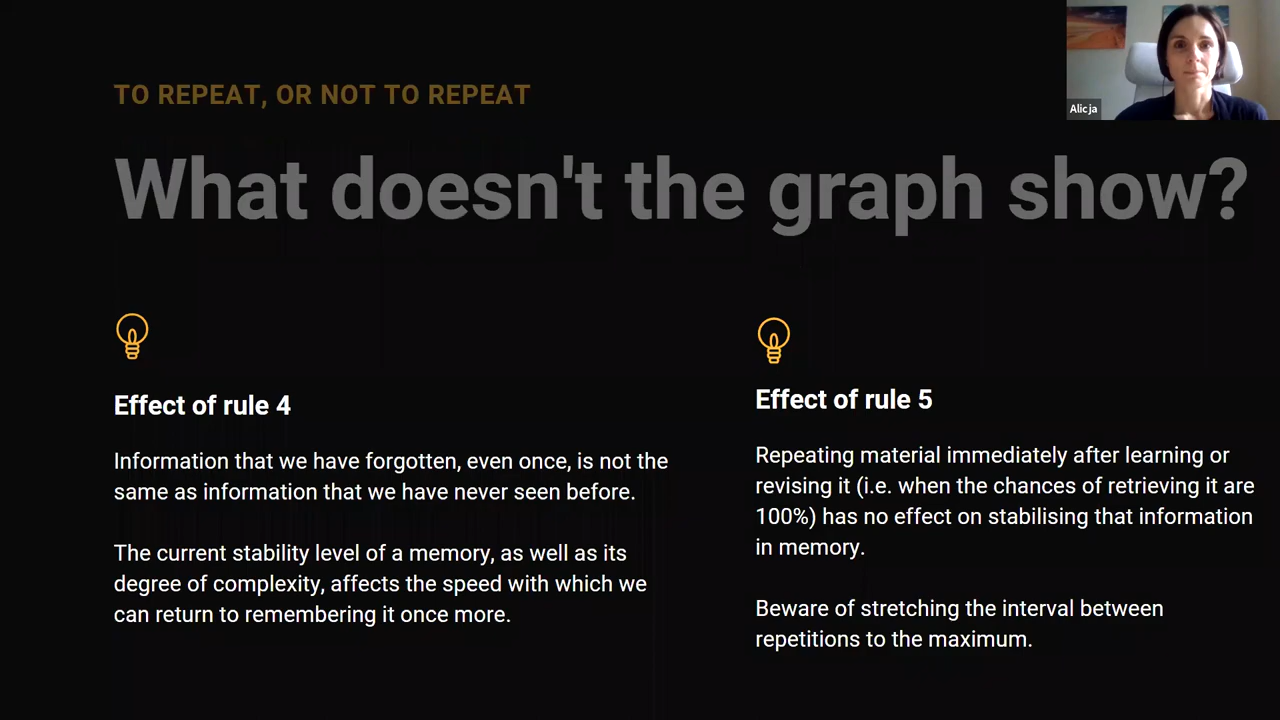 TO REPEAT, OR NOT TO REPEAT
What doesn't the graph show?
Alicja
Effect of rule 4
Information that we have forgotten, even once, is not the
same as information that we have never seen before.
The current stability level of a memory, as well as its
degree of complexity, affects the speed with which we
can return to remembering it once more.
Effect of rule 5
Repeating material immediately after learning or
revising it (i.e. when the chances of retrieving it are
100%) has no effect on stabilising that information
in memory.
Beware of stretching the interval between
repetitions to the maximum.